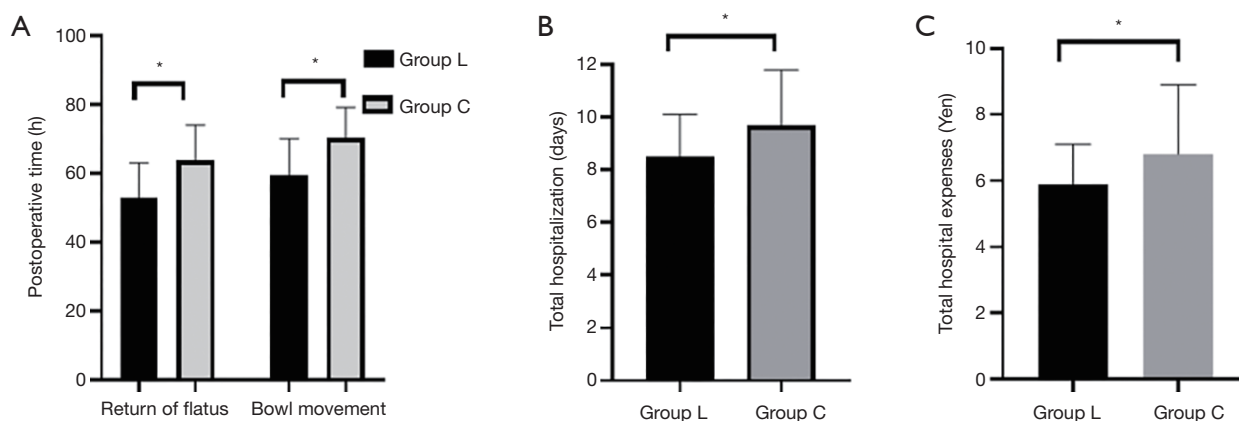 A
Postoperative time (h)
100
80
60
40
20
0
*
*
Group L
Group C
Return of flatus
Bowl movement
B
Total hospitalization (days)
12
10
8
6
4
2
0
*
Group L
Group C
C
Total hospital expenses (Yen)
10
8
6
4
2
0
*
Group L
Group C